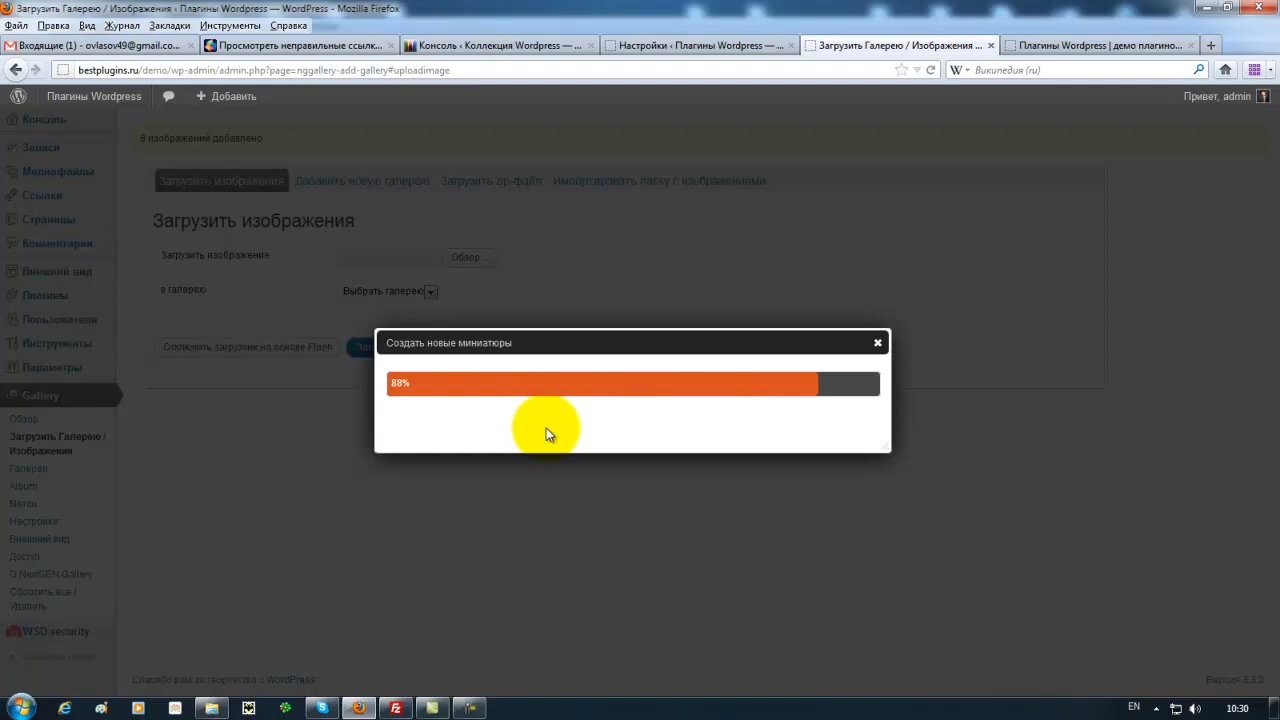 Загрузить Галерею / Изображения ‹ Плагины Wordpress — WordPress - Mozilla Firefox
Файл Правка Вид Журнал Закладки Инструменты Справка
Входящие (1) - ovlasov49@gmail.co...
Просмотреть неправильные ссылк...
Консоль ‹ Коллекция Wordpress — ...
Настройки ‹ Плагины Wordpress — ...
Загрузить Галерею / Изображения ...
Плагины Wordpress | демо плагино...
bestplugins.ru/demo/wp-admin/admin.php?page=nggallery-add-gallery#uploadimage
Википедия (ru)
Плагины Wordpress
Добавить
Привет, admin
Консоль
Записи
Медиафайлы
Ссылки
Страницы
Комментарии
Внешний вид
Плагины
Пользователи
Инструменты
Параметры
Gallery
Обзор
Загрузить Галерею /
Изображения
Галереи
Album
Метки
Настройки
Внешний вид
Доступ
О NextGEN Gallery
Сбросить все /
Удалить
WSD security
8 изображений добавлено
Загрузить изображения Добавить новую галерею Загрузить zip-файл Импортировать папку с изображениями
Загрузить изображения
Загрузить изображения
Обзор...
в галерею
Выбрать галерею
Отключить загрузчик на основе Flash
Создать новые миниатюры
88%
Спасибо вам за творчество с WordPress.
Версия 3.3.2
EN
10:30